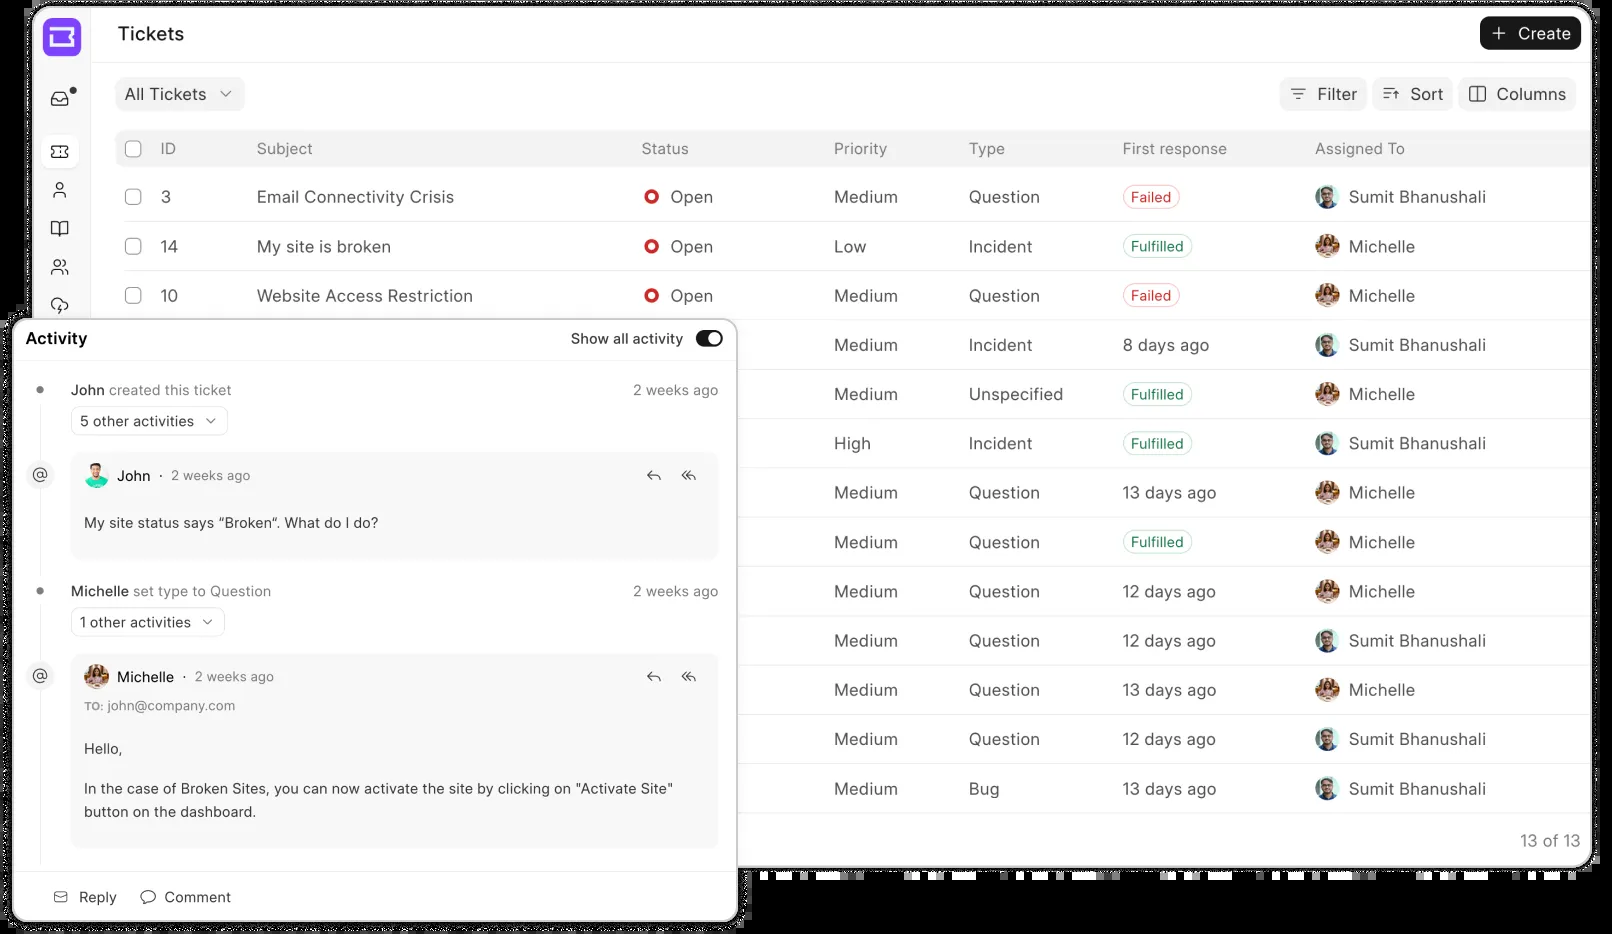 Tickets
Create
All Tickets
Filter Sort Columns
ID Subject Status Priority Type First response Assigned To
3 Email Connectivity Crisis Open Medium Question Failed Sumit Bhanushali
14 My site is broken Open Low Incident Fulfilled Michelle
10 Website Access Restriction Open Medium Question Failed Michelle
Medium Incident 8 days ago Sumit Bhanushali
Medium Unspecified Fulfilled Michelle
High Incident Fulfilled Sumit Bhanushali
Medium Question 13 days ago Michelle
Medium Question Fulfilled Michelle
Medium Question 12 days ago Michelle
Medium Question 12 days ago Sumit Bhanushali
Medium Question 13 days ago Michelle
Medium Question 12 days ago Sumit Bhanushali
Medium Bug 13 days ago Sumit Bhanushali
13 of 13
Activity Show all activity
John created this ticket 2 weeks ago
5 other activities
@ John · 2 weeks ago
My site status says “Broken“. What do I do?
Michelle set type to Question 2 weeks ago
1 other activities
@ Michelle · 2 weeks ago
TO: john@company.com
Hello,
In the case of Broken Sites, you can now activate the site by clicking on "Activate Site"
button on the dashboard.
Reply Comment